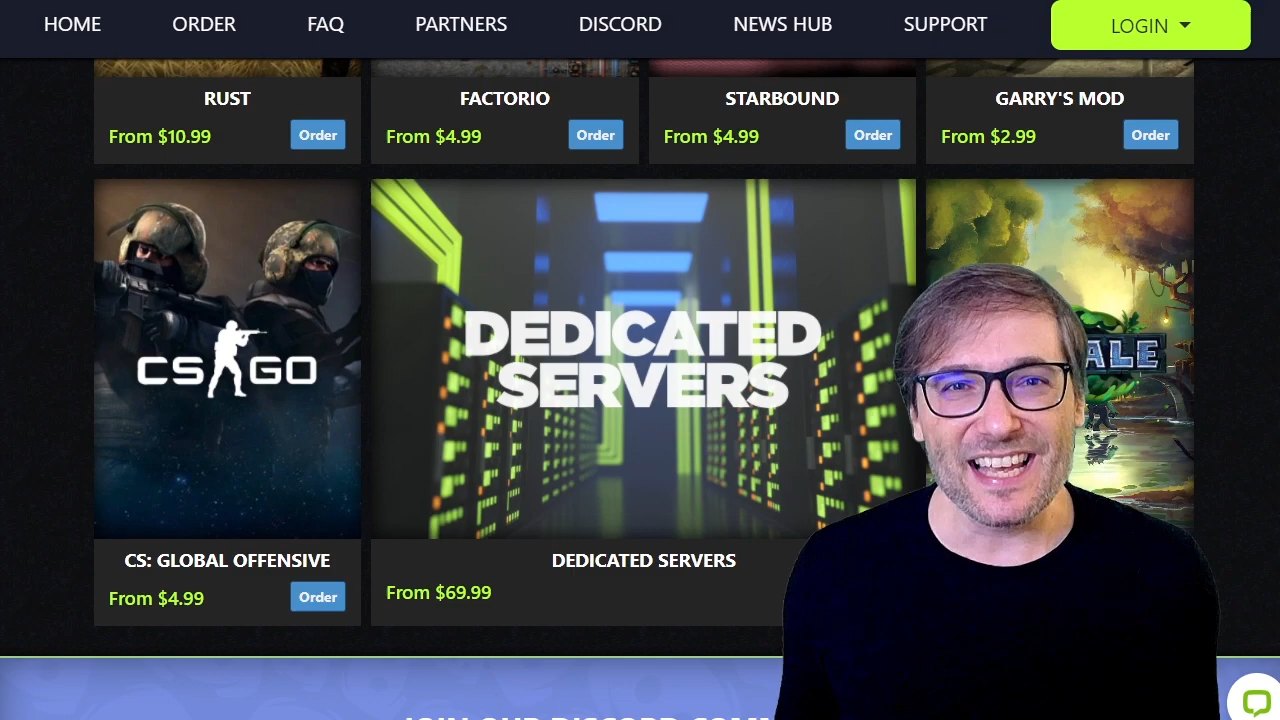 HOME ORDER FAQ PARTNERS DISCORD NEWS HUB SUPPORT LOGIN
RUST FACTORIO STARBOUND GARRY'S MOD
From $10.99 Order From $4.99 Order From $4.99 Order From $2.99 Order
CS GO
DEDICATED
SERVERS
CS: GLOBAL OFFENSIVE DEDICATED SERVERS
From $4.99 Order From $69.99